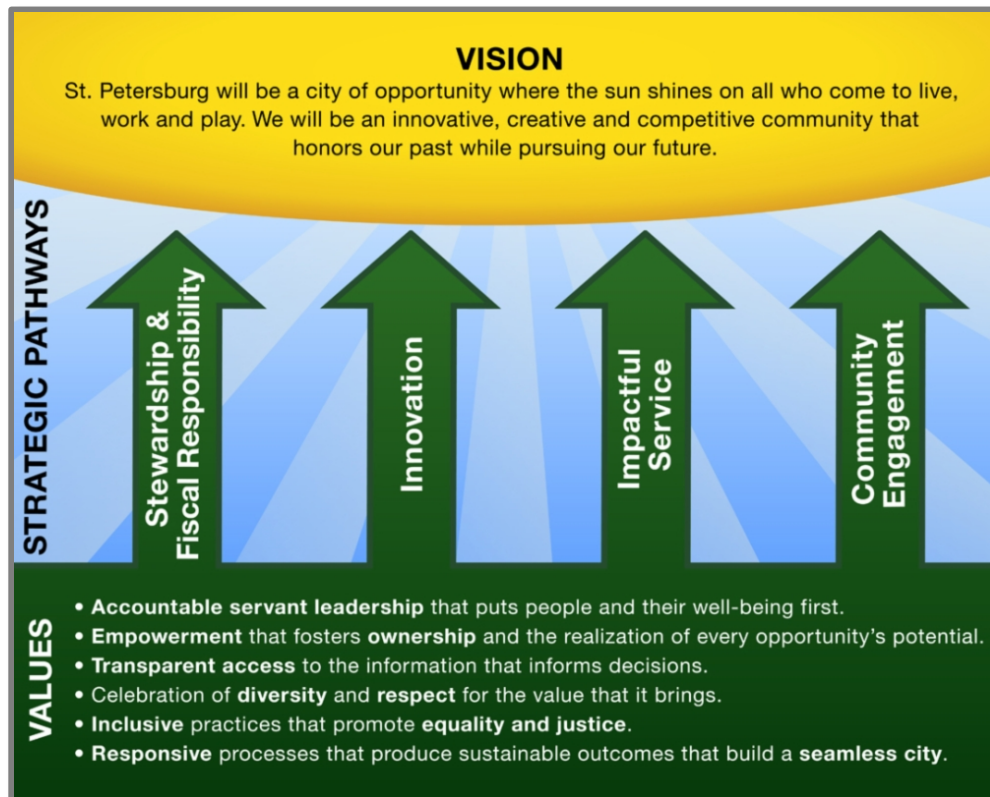 VISION
St. Petersburg will be a city of opportunity where the sun shines on all who come to live,
work and play. We will be an innovative, creative and competitive community that
honors our past while pursuing our future.
STRATEGIC PATHWAYS
Stewardship &
Fiscal Responsibility
Innovation
Impactful
Service
Community
Engagement
VALUES
• Accountable servant leadership that puts people and their well-being first.
• Empowerment that fosters ownership and the realization of every opportunity's potential.
• Transparent access to the information that informs decisions.
• Celebration of diversity and respect for the value that it brings.
• Inclusive practices that promote equality and justice.
• Responsive processes that produce sustainable outcomes that build a seamless city.